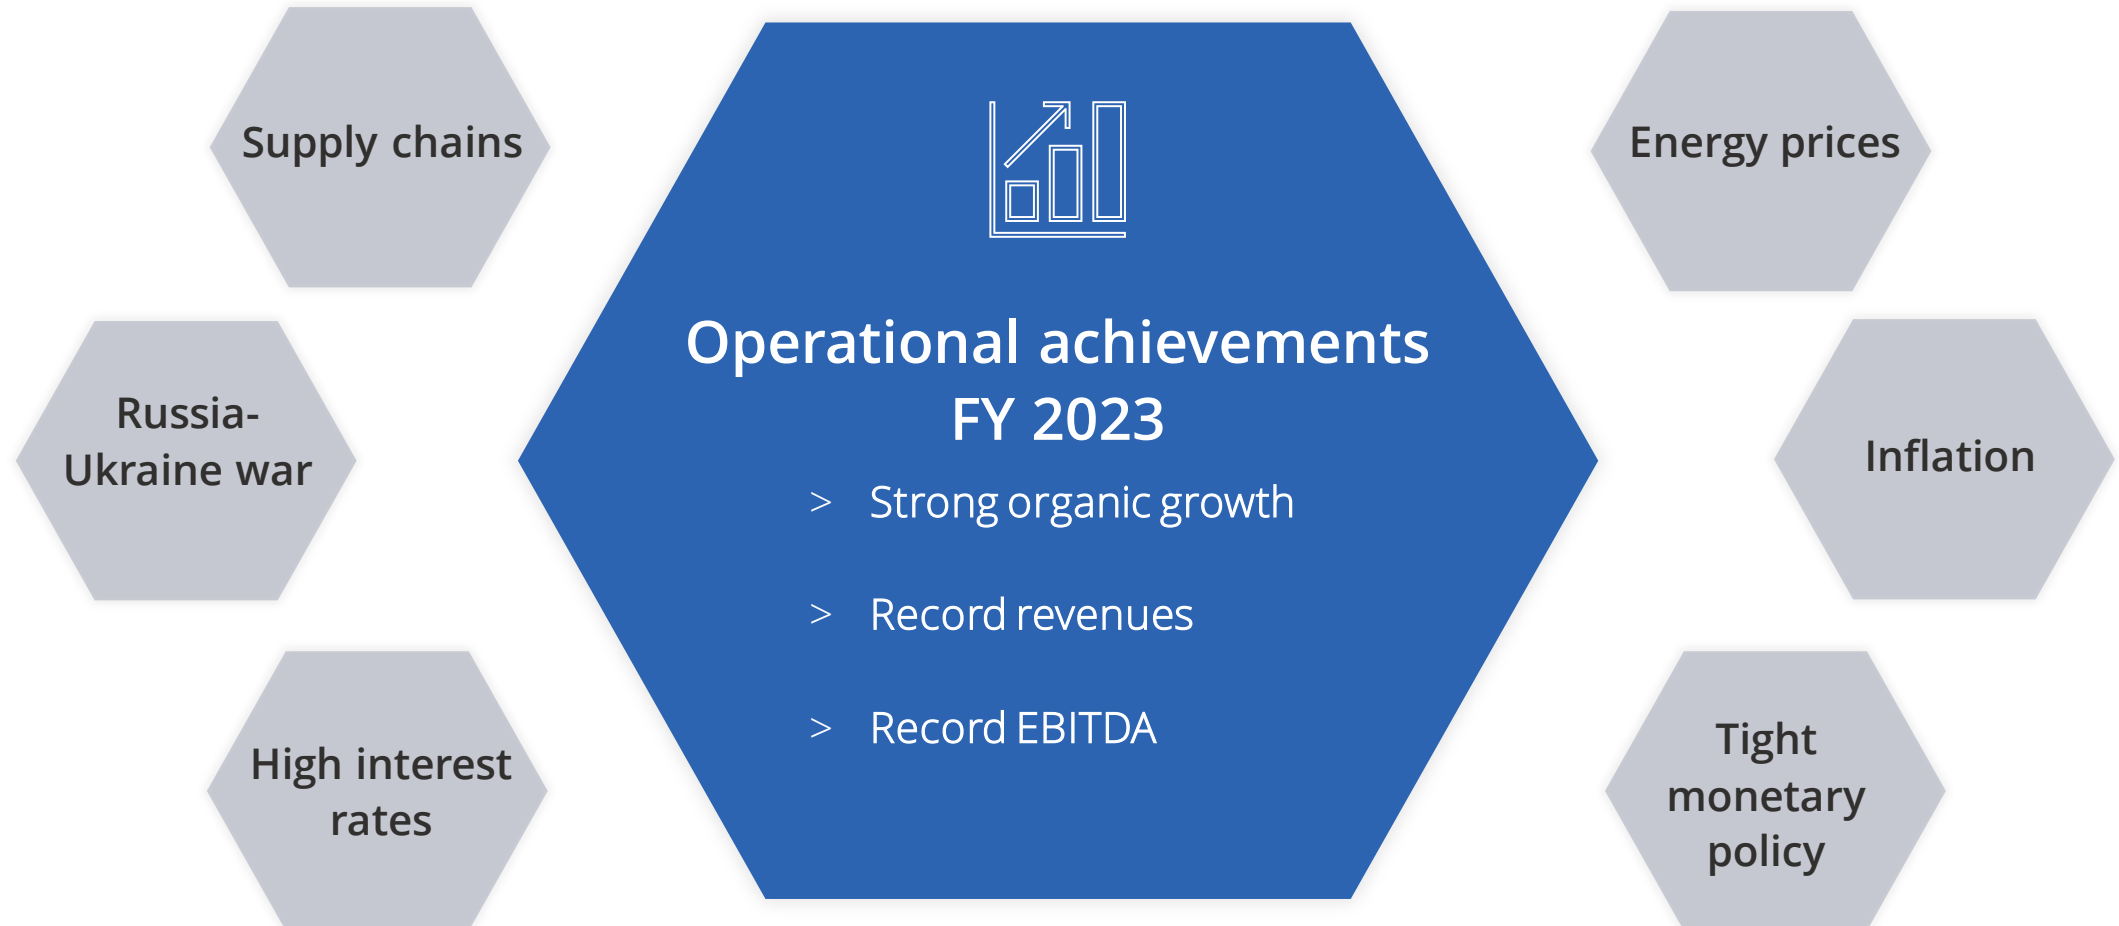 Supply chains
Russia-
Ukraine war
High interest
rates
Operational achievements
FY 2023
> Strong organic growth
> Record revenues
> Record EBITDA
Energy prices
Inflation
Tight
monetary
policy